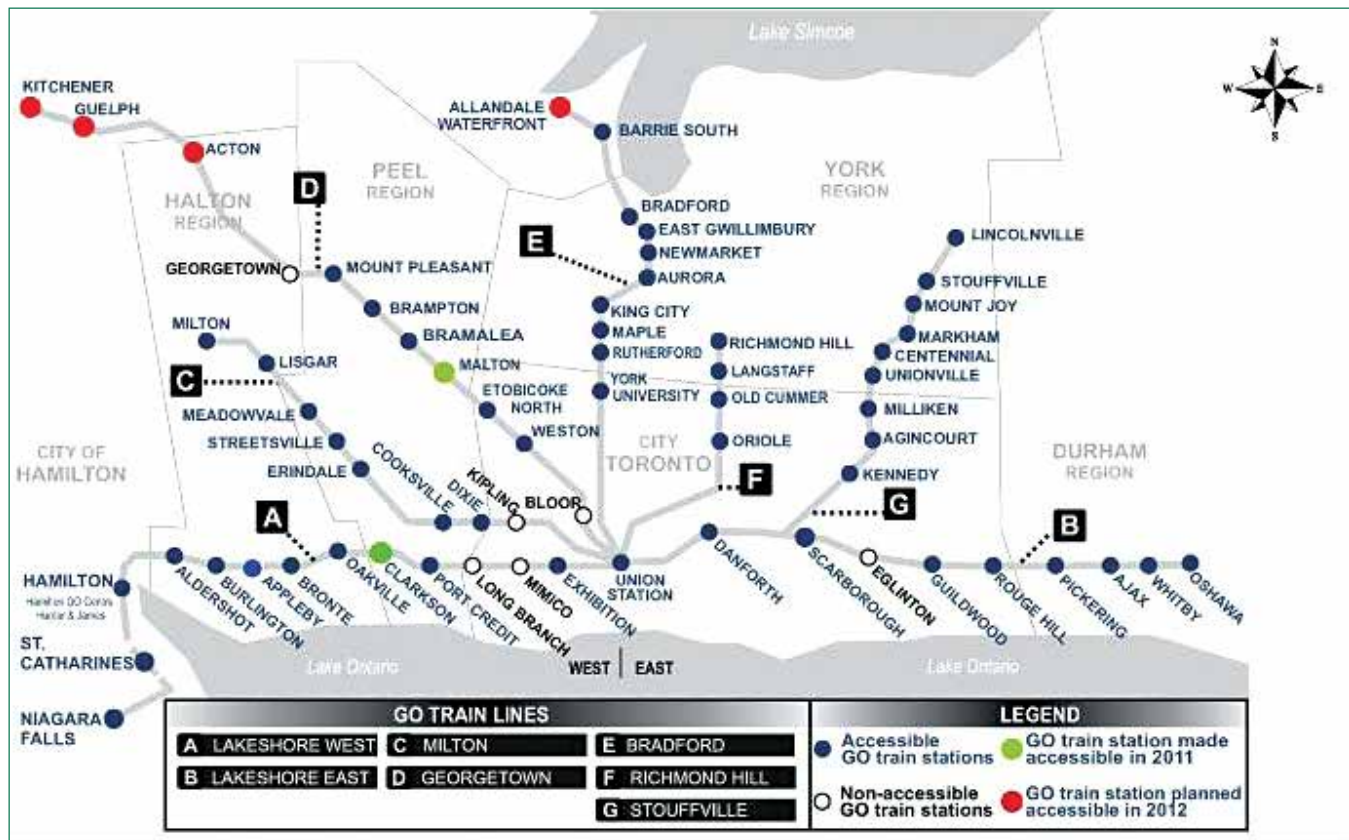 Lake Simcoe
N
W
E
S
KITCHENER
GUELPH
ACTON
ALLANDALE
WATERFRONT
BARRIE SOUTH
PEEL
REGION
YORK
REGION
HALTON
REGION
D
E
BRADFORD
EAST GWILLIMBURY
NEWMARKET
AURORA
LINCOLNVILLE
STOUFFVILLE
MOUNT JOY
MARKHAM
CENTENNIAL
UNIONVILLE
MILLIKEN
AGINCOURT
KENNEDY
GEORGETOWN
MOUNT PLEASANT
BRAMPTON
BRAMALEA
MALTON
ETOBICOKE
NORTH
WESTON
BLOOR
KING CITY
MAPLE
RUTHERFORD
YORK
UNIVERSITY
RICHMOND HILL
LANGSTAFF
OLD CUMMER
ORIOLE
CITY
TORONTO
DURHAM
REGION
MILTON
LISGAR
C
MEADOWVALE
STREETSVILLE
ERINDALE
COOKSVILLE
DIXIE
KIPLING
CITY OF
HAMILTON
A
F
G
B
HAMILTON
Hamilton GO Centre
Hunter & James
ST.
CATHARINES
NIAGARA
FALLS
ALDERSHOT
BURLINGTON
APPLEBY
BRONTE
OAKVILLE
CLARKSON
PORT CREDIT
LONG BRANCH
MIMICO
EXHIBITION
UNION
STATION
DANFORTH
SCARBOROUGH
EGLINTON
GUILDWOOD
ROUGE HILL
PICKERING
AJAX
WHITBY
OSHAWA
WEST | EAST
Lake Ontario
Lake Ontario
GO TRAIN LINES
A LAKESHORE WEST
B LAKESHORE EAST
C MILTON
D GEORGETOWN
E BRADFORD
F RICHMOND HILL
G STOUFFVILLE
LEGEND
Accessible
GO train stations
Non-accessible
GO train stations
GO train station made
accessible in 2011
GO train station planned
accessible in 2012